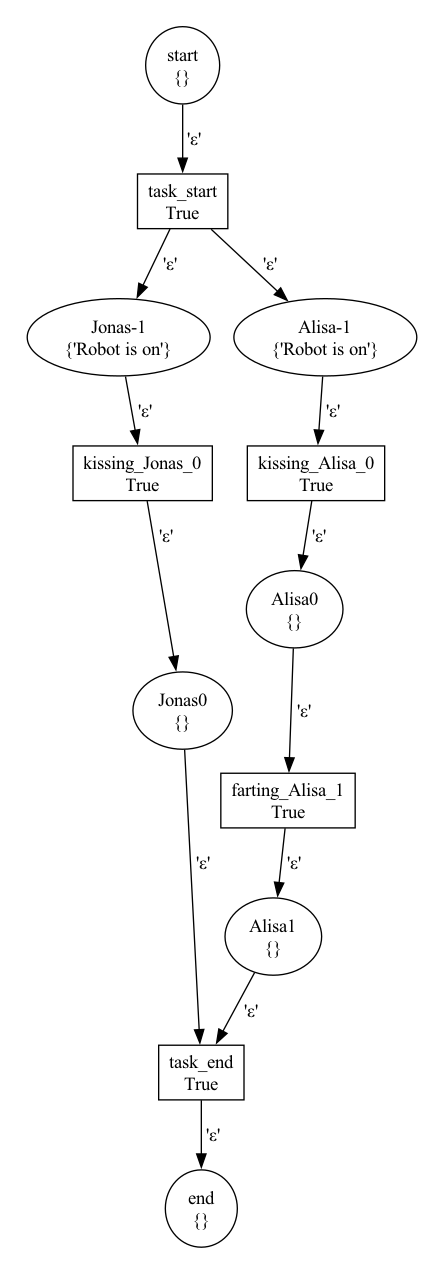 start
{}
'ε'
task_start
True
'ε'
'ε'
Jonas-1
{'Robot is on'}
Alisa-1
{'Robot is on'}
'ε'
'ε'
kissing_Jonas_0
True
kissing_Alisa_0
True
'ε'
'ε'
Alisa0
{}
Jonas0
{}
'ε'
farting_Alisa_1
True
'ε'
'ε'
Alisa1
{}
'ε'
task_end
True
'ε'
end
{}